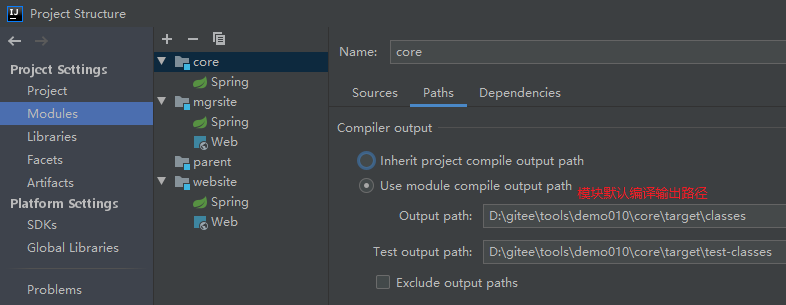 Project Structure
Project Settings
Project
Modules
Libraries
Facets
Artifacts
Platform Settings
SDKs
Global Libraries
Problems
core
Spring
mgrsite
Spring
Web
parent
website
Spring
Web
Name: core
Sources Paths Dependencies
Compiler output
Inherit project compile output path
Use module compile output path
模块默认编译输出路径
Output path: D:\gitee\tools\demo010\core\target\classes
Test output path: D:\gitee\tools\demo010\core\target\test-classes
Exclude output paths